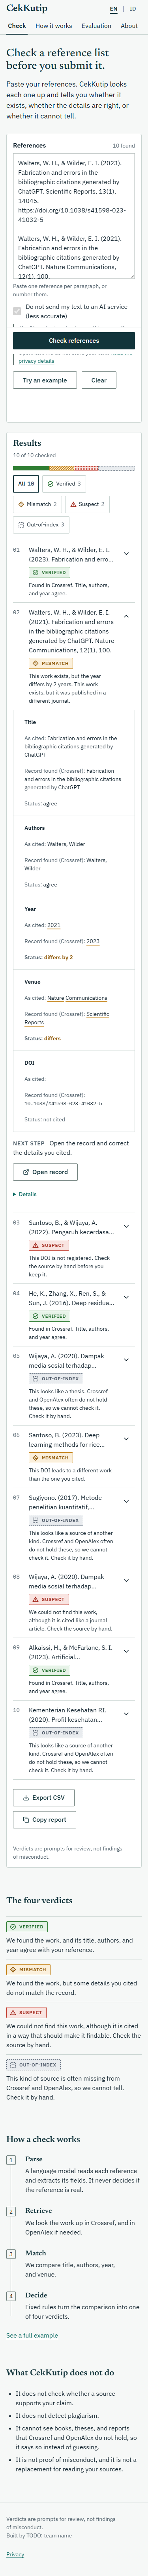 CekKutip
EN | ID
Check How it works Evaluation About
Check a reference list
before you submit it.
Paste your references. CekKutip looks
each one up and tells you whether it
exists, whether the details are right, or
whether it cannot tell.
References 10 found
Walters, W. H., & Wilder, E. I. (2023).
Fabrication and errors in the
bibliographic citations generated by
ChatGPT. Scientific Reports, 13(1),
14045.
https://doi.org/10.1038/s41598-023-
41032-5
Walters, W. H., & Wilder, E. I. (2021).
Fabrication and errors in the
bibliographic citations generated by
ChatGPT. Nature Communications,
12(1), 100.
Paste one reference per paragraph, or
number them.
Do not send my text to an AI service
(less accurate)
Check references
privacy details
Try an example
Clear
Results
10 of 10 checked
All 10
Verified 3
Mismatch 2
Suspect 2
Out-of-index 3
01 Walters, W. H., & Wilder, E. I.
(2023). Fabrication and erro...
VERIFIED
Found in Crossref. Title, authors,
and year agree.
02 Walters, W. H., & Wilder, E. I.
(2021). Fabrication and errors
in the bibliographic citations
generated by ChatGPT. Nature
Communications, 12(1), 100.
MISMATCH
This work exists, but the year
differs by 2 years. This work
exists, but it was published in a
different journal.
Title
As cited: Fabrication and errors in the
bibliographic citations generated by
ChatGPT
Record found (Crossref): Fabrication
and errors in the bibliographic citations
generated by ChatGPT
Status: agree
Authors
As cited: Walters, Wilder
Record found (Crossref): Walters,
Wilder
Status: agree
Year
As cited: 2021
Record found (Crossref): 2023
Status: differs by 2
Venue
As cited: Nature Communications
Record found (Crossref): Scientific
Reports
Status: differs
DOI
As cited: —
Record found (Crossref):
10.1038/s41598-023-41032-5
Status: not cited
NEXT STEP Open the record and correct
the details you cited.
Open record
Details
03 Santoso, B., & Wijaya, A.
(2022). Pengaruh kecerdasa...
SUSPECT
This DOI is not registered. Check
the source by hand before you
keep it.
04 He, K., Zhang, X., Ren, S., &
Sun, J. (2016). Deep residua...
VERIFIED
Found in Crossref. Title, authors,
and year agree.
05 Wijaya, A. (2020). Dampak
media sosial terhadap...
OUT-OF-INDEX
This looks like a thesis. Crossref
and OpenAlex often do not hold
these, so we cannot check it.
Check it by hand.
06 Santoso, B. (2023). Deep
learning methods for rice...
MISMATCH
This DOI leads to a different work
than the one you cited.
07 Sugiyono. (2017). Metode
penelitian kuantitatif,...
OUT-OF-INDEX
This looks like a source of another
kind. Crossref and OpenAlex often
do not hold these, so we cannot
check it. Check it by hand.
08 Wijaya, A. (2020). Dampak
media sosial terhadap...
SUSPECT
We could not find this work,
although it is cited like a journal
article. Check the source by hand.
09 Alkaissi, H., & McFarlane, S. I.
(2023). Artificial...
VERIFIED
Found in Crossref. Title, authors,
and year agree.
10 Kementerian Kesehatan RI.
(2020). Profil kesehatan...
OUT-OF-INDEX
This looks like a source of another
kind. Crossref and OpenAlex often
do not hold these, so we cannot
check it. Check it by hand.
Export CSV
Copy report
Verdicts are prompts for review, not findings
of misconduct.
The four verdicts
VERIFIED
We found the work, and its title, authors, and
year agree with your reference.
MISMATCH
We found the work, but some details you cited
do not match the record.
SUSPECT
We could not find this work, although it is cited
in a way that should make it findable. Check the
source by hand.
OUT-OF-INDEX
This kind of source is often missing from
Crossref and OpenAlex, so we cannot tell.
Check it by hand.
How a check works
1 Parse
A language model reads each reference
and extracts its fields. It never decides if
the reference is real.
2 Retrieve
We look the work up in Crossref, and in
OpenAlex if needed.
3 Match
We compare title, authors, year,
and venue.
4 Decide
Fixed rules turn the comparison into one
of four verdicts.
See a full example
What CekKutip does not do
It does not check whether a source
supports your claim.
It does not detect plagiarism.
It cannot see books, theses, and reports
that Crossref and OpenAlex do not hold, so
it says so instead of guessing.
It is not proof of misconduct, and it is not a
replacement for reading your sources.
Verdicts are prompts for review, not findings
of misconduct.
Built by TODO: team name
Privacy